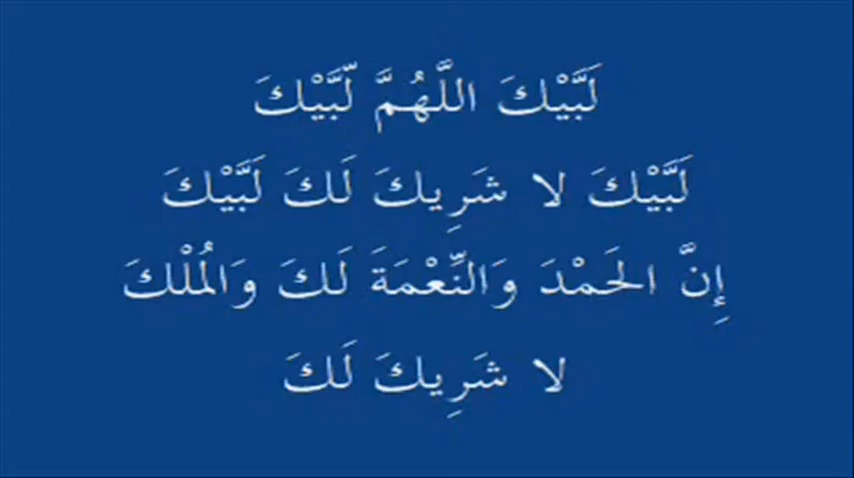 لَبَّيْكَ اللَّهُمَّ لَّبَّيْكَ
لَبَّيْكَ لا شَرِيكَ لَكَ لَبَّيْكَ
إِنَّ الحَمْدَ وَالنِّعْمَةَ لَكَ وَالمُلْكَ
لا شَرِيكَ لَكَ